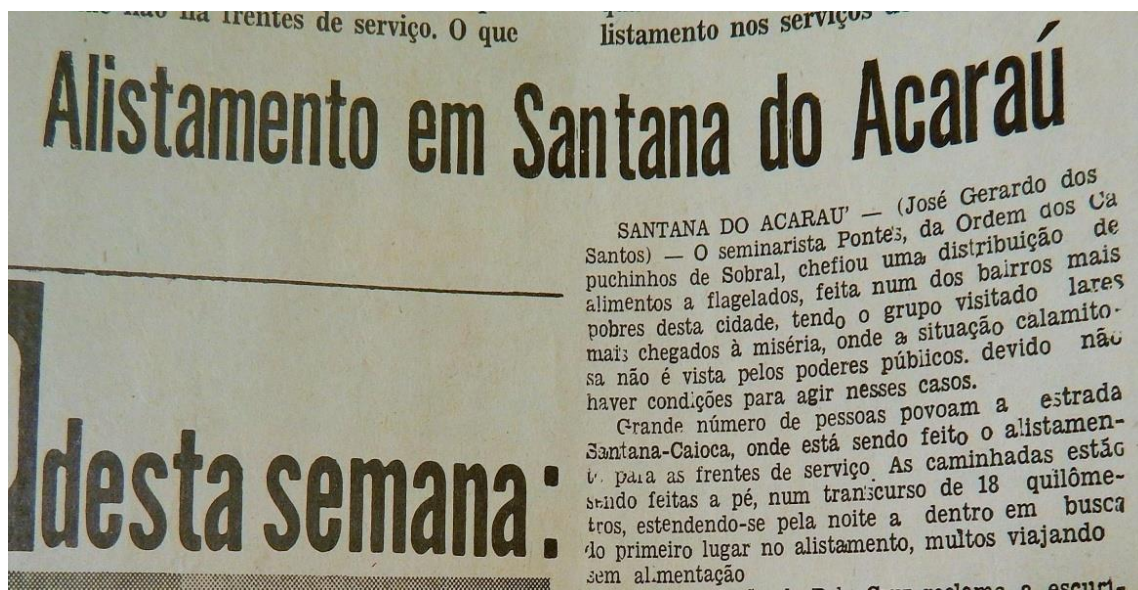 não há frentes de serviço. O que
listamento nos serviços
Alistamento em Santana do Acaraú
SANTANA DO ACARAU' — (José Gerardo dos
Santos) — O seminarista Pontes, da Ordem dos Ca
puchinhos de Sobral, chefiou uma distribuição de
alimentos a flagelados, feita num dos bairros mais
pobres desta cidade, tendo o grupo visitado lares
mais chegados à miséria, onde a situação calamito-
sa não é vista pelos poderes públicos. devido não
haver condições para agir nesses casos.
Grande número de pessoas povoam a estrada
Santana-Caioca, onde está sendo feito o alistamen-
to para as frentes de serviço. As caminhadas estão
sendo feitas a pé, num transcurso de 18 quilôme-
tros, estendendo-se pela noite a dentro em busca
do primeiro lugar no alistamento, multos viajando
sem alimentação
reclama a escuri-
desta semana: